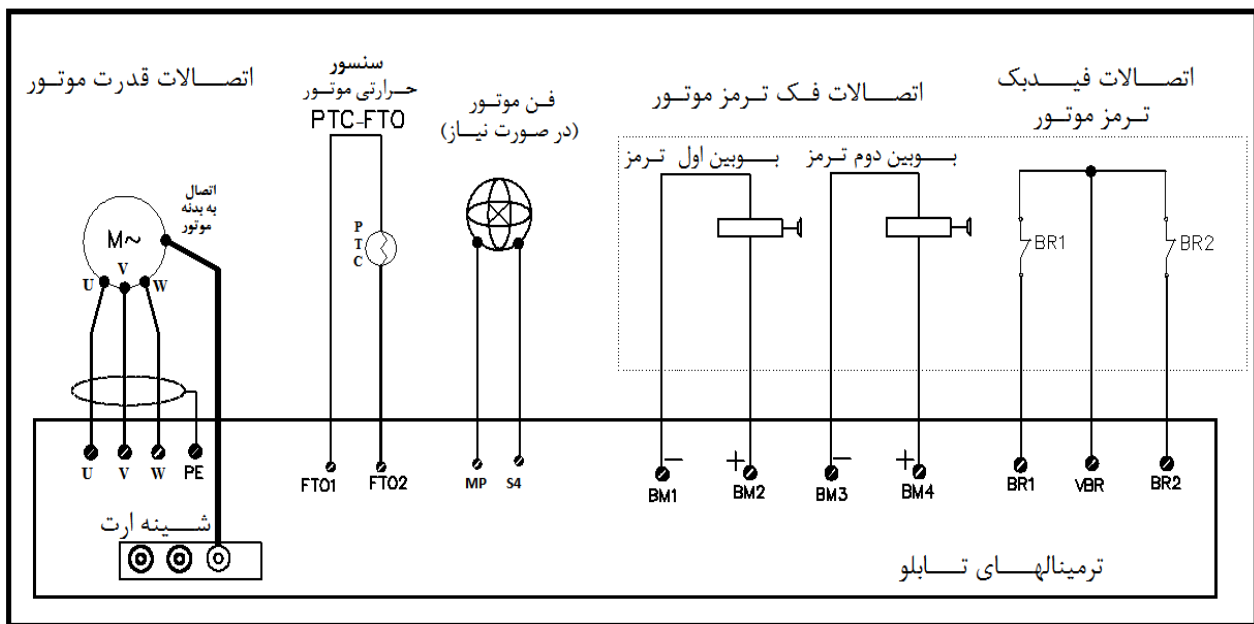 اتصالات قدرت موتور
سنسور
حرارتی موتور
PTC-FTO
فن موتور
(در صورت نیاز)
اتصالات فک ترمز موتور
اتصالات فیدبک
ترمز موتور
بوبین اول ترمز
بوبین دوم ترمز
اتصال
به بدنه
موتور
M~
U V W
P
T
C
BR1
BR2
U V W PE
FTO1 FTO2
MP S4
− + − +
BM1 BM2 BM3 BM4
BR1 VBR BR2
شینه ارت
ترمینالهای تابلو